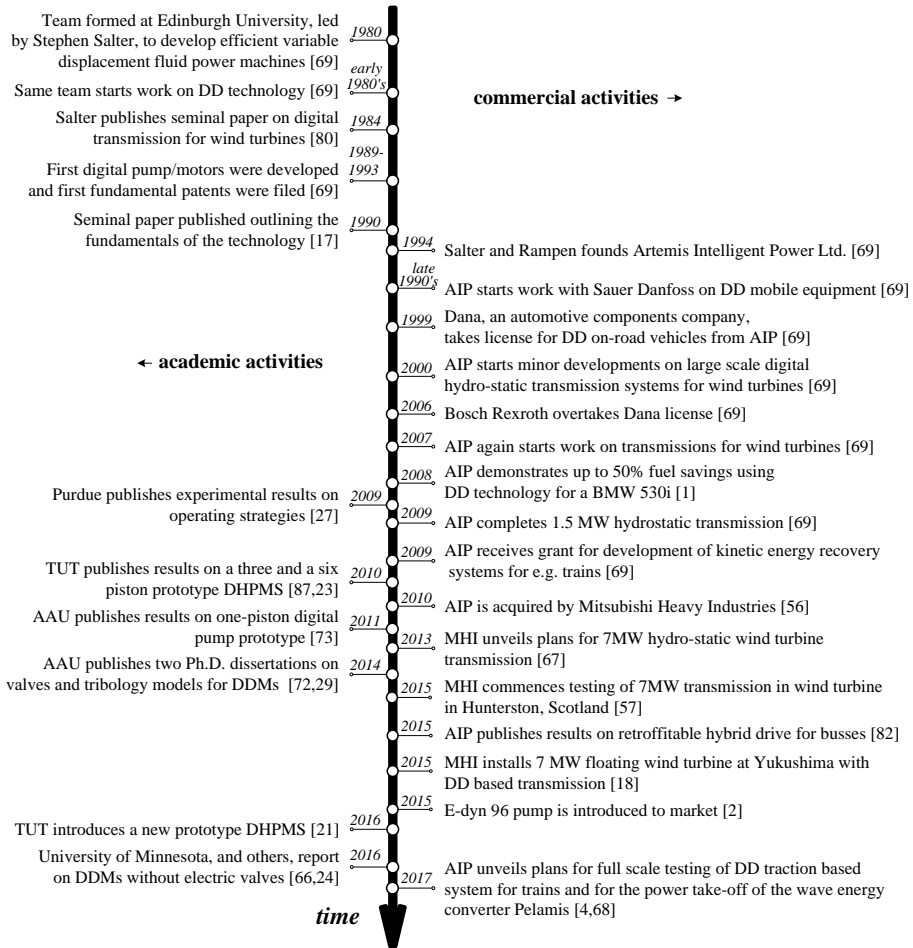 Team formed at Edinburgh University, led
by Stephen Salter, to develop efficient variable
displacement fluid power machines [69]
1980
early
1980's
Same team starts work on DD technology [69]
commercial activities →
Salter publishes seminal paper on digital
transmission for wind turbines [80]
1984
1989-
1993
First digital pump/motors were developed
and first fundamental patents were filed [69]
Seminal paper published outlining the
fundamentals of the technology [17]
1990
1994
Salter and Rampen founds Artemis Intelligent Power Ltd. [69]
late
1990's
AIP starts work with Sauer Danfoss on DD mobile equipment [69]
1999
Dana, an automotive components company,
takes license for DD on-road vehicles from AIP [69]
← academic activities
2000
AIP starts minor developments on large scale digital
hydro-static transmission systems for wind turbines [69]
2006
Bosch Rexroth overtakes Dana license [69]
2007
AIP again starts work on transmissions for wind turbines [69]
2008
AIP demonstrates up to 50% fuel savings using
DD technology for a BMW 530i [1]
Purdue publishes experimental results on
operating strategies [27]
2009
2009
AIP completes 1.5 MW hydrostatic transmission [69]
2009
AIP receives grant for development of kinetic energy recovery
systems for e.g. trains [69]
TUT publishes results on a three and a six
piston prototype DHPMS [87,23]
2010
2010
AIP is acquired by Mitsubishi Heavy Industries [56]
AAU publishes results on one-piston digital
pump prototype [73]
2011
2013
MHI unveils plans for 7MW hydro-static wind turbine
transmission [67]
AAU publishes two Ph.D. dissertations on
valves and tribology models for DDMs [72,29]
2014
2015
MHI commences testing of 7MW transmission in wind turbine
in Hunterston, Scotland [57]
2015
AIP publishes results on retroffitable hybrid drive for busses [82]
2015
MHI installs 7 MW floating wind turbine at Yukushima with
DD based transmission [18]
2015
E-dyn 96 pump is introduced to market [2]
TUT introduces a new prototype DHPMS [21]
2016
University of Minnesota, and others, report
on DDMs without electric valves [66,24]
2016
2017
AIP unveils plans for full scale testing of DD traction based
system for trains and for the power take-off of the wave energy
converter Pelamis [4,68]
time